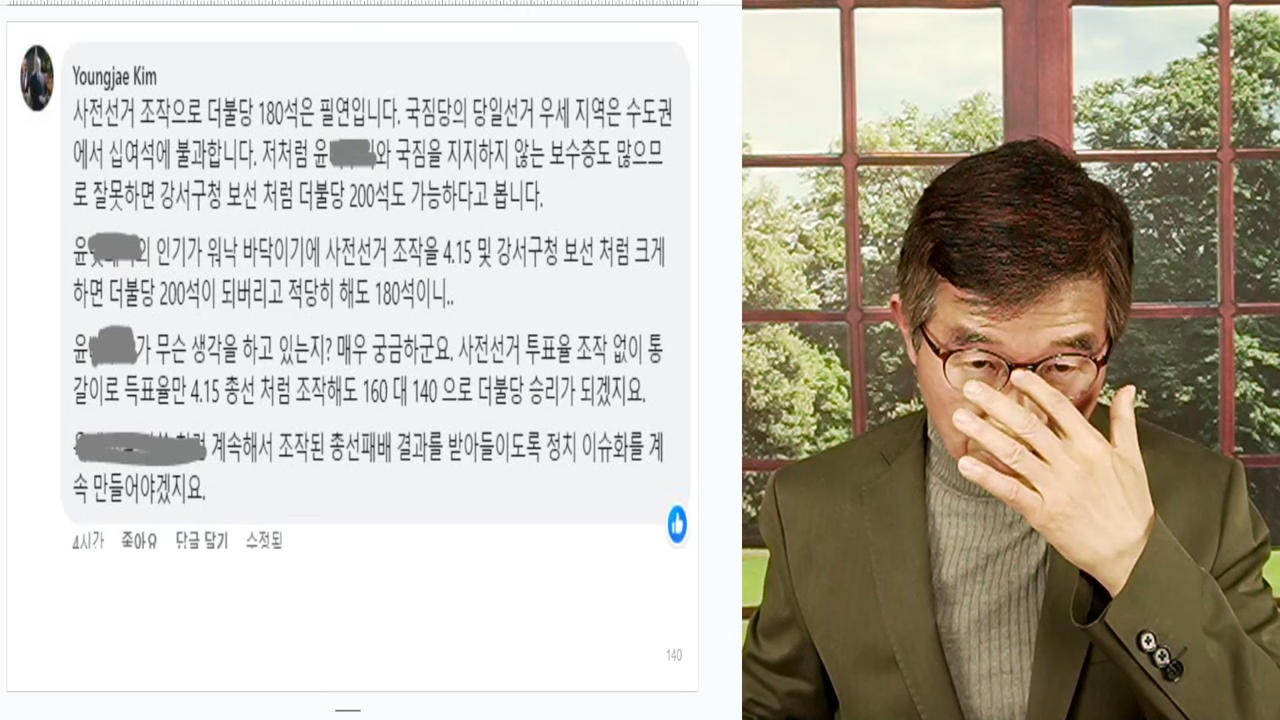 Youngjae Kim
사전선거 조작으로 더불당 180석은 필연입니다. 국짐당의 당일선거 우세 지역은 수도권
에서 십여석에 불과합니다. 저처럼 윤 와 국짐을 지지하지 않는 보수층도 많으므
로 잘못하면 강서구청 보선 처럼 더불당 200석도 가능하다고 봅니다.
윤 의 인기가 워낙 바닥이기에 사전선거 조작을 4.15 및 강서구청 보선 처럼 크게
하면 더불당 200석이 되버리고 적당히 해도 180석이니..
윤 가 무슨 생각을 하고 있는지? 매우 궁금하군요. 사전선거 투표율 조작 없이 통
갈이로 득표율만 4.15 총선 처럼 조작해도 160 대 140 으로 더불당 승리가 되겠지요.
계속해서 조작된 총선패배 결과를 받아들이도록 정치 이슈화를 계
속 만들어야겠지요.
4시간 좋아요 답글 달기 수정됨
140